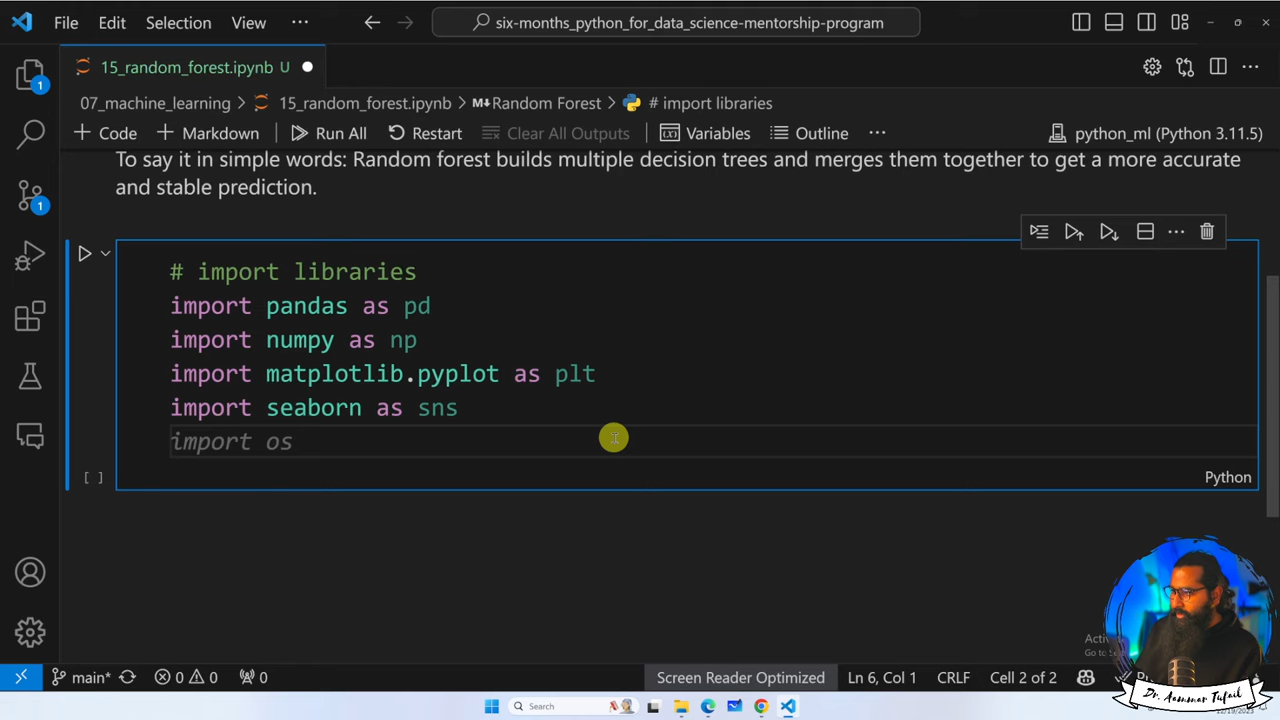 File Edit Selection View ··· six-months_python_for_data_science-mentorship-program
15_random_forest.ipynb U
07_machine_learning > 15_random_forest.ipynb > M↓Random Forest > # import libraries
+ Code + Markdown Run All Restart Clear All Outputs Variables Outline ··· python_ml (Python 3.11.5)
To say it in simple words: Random forest builds multiple decision trees and merges them together to get a more accurate
and stable prediction.
# import libraries
import pandas as pd
import numpy as np
import matplotlib.pyplot as plt
import seaborn as sns
import os
[ ] Python
1
1
main* 0 0 0 Screen Reader Optimized Ln 6, Col 1 CRLF Cell 2 of 2
Search
Dr. Aammar Tufail